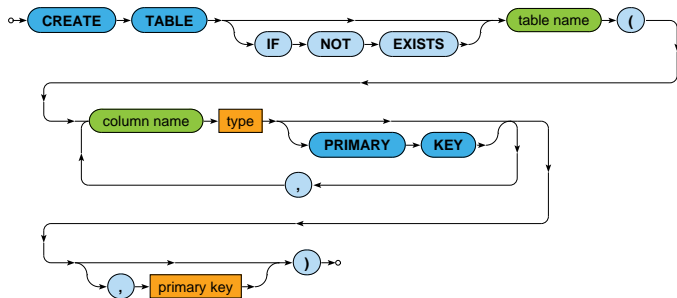 CREATE TABLE table name (
IF NOT EXISTS
column name type
PRIMARY KEY
,
)
, primary key